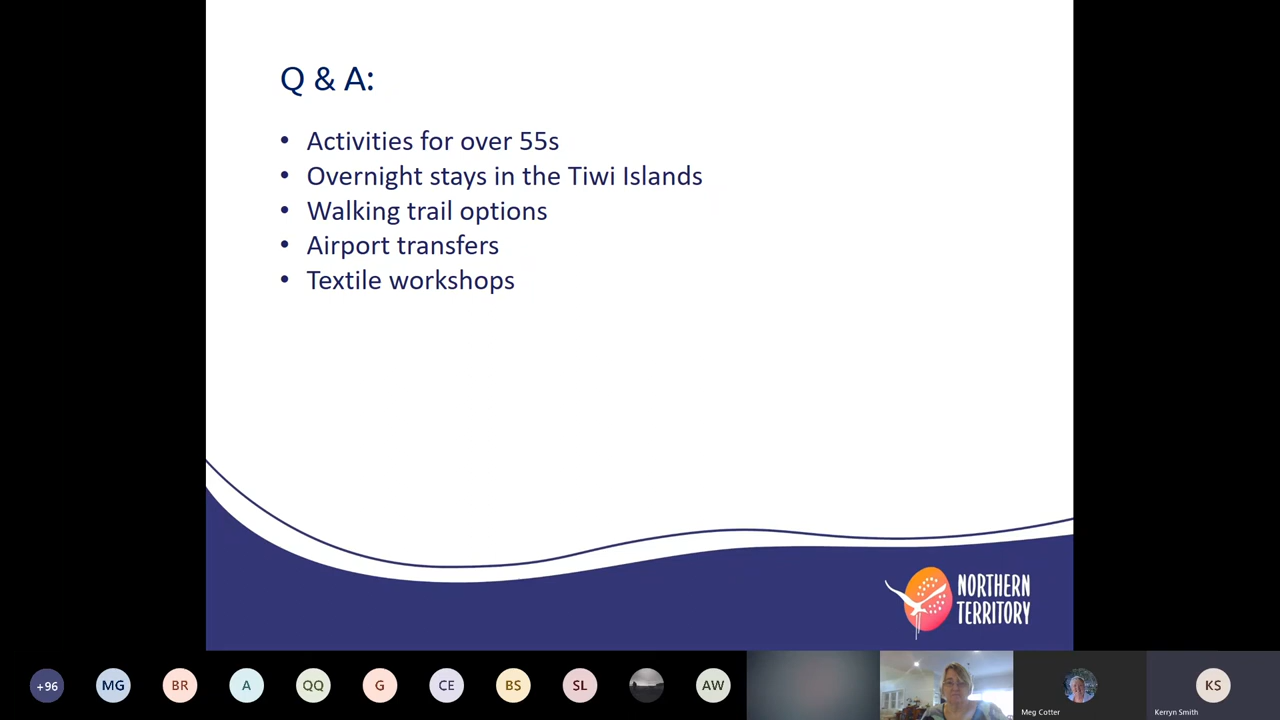 Q & A:
• Activities for over 55s
• Overnight stays in the Tiwi Islands
• Walking trail options
• Airport transfers
• Textile workshops
NORTHERN
TERRITORY
+96
MG
BR
A
QQ
G
CE
BS
SL
AW
KS
Meg Cotter
Kerryn Smith